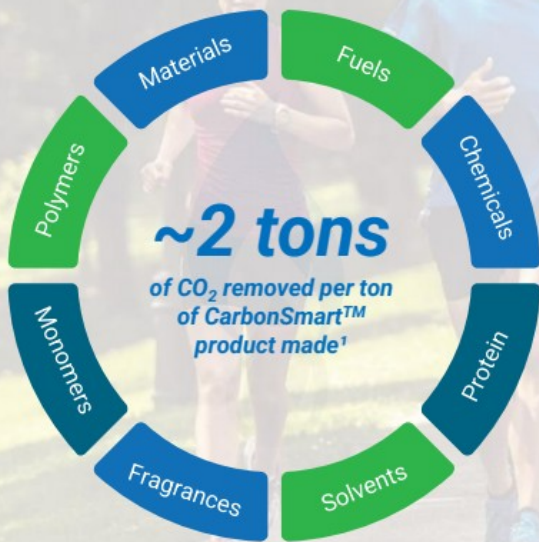 Materials
Fuels
Chemicals
Protein
Solvents
Fragrances
Monomers
Polymers
~2 tons
of CO₂ removed per ton
of CarbonSmart™
product made¹